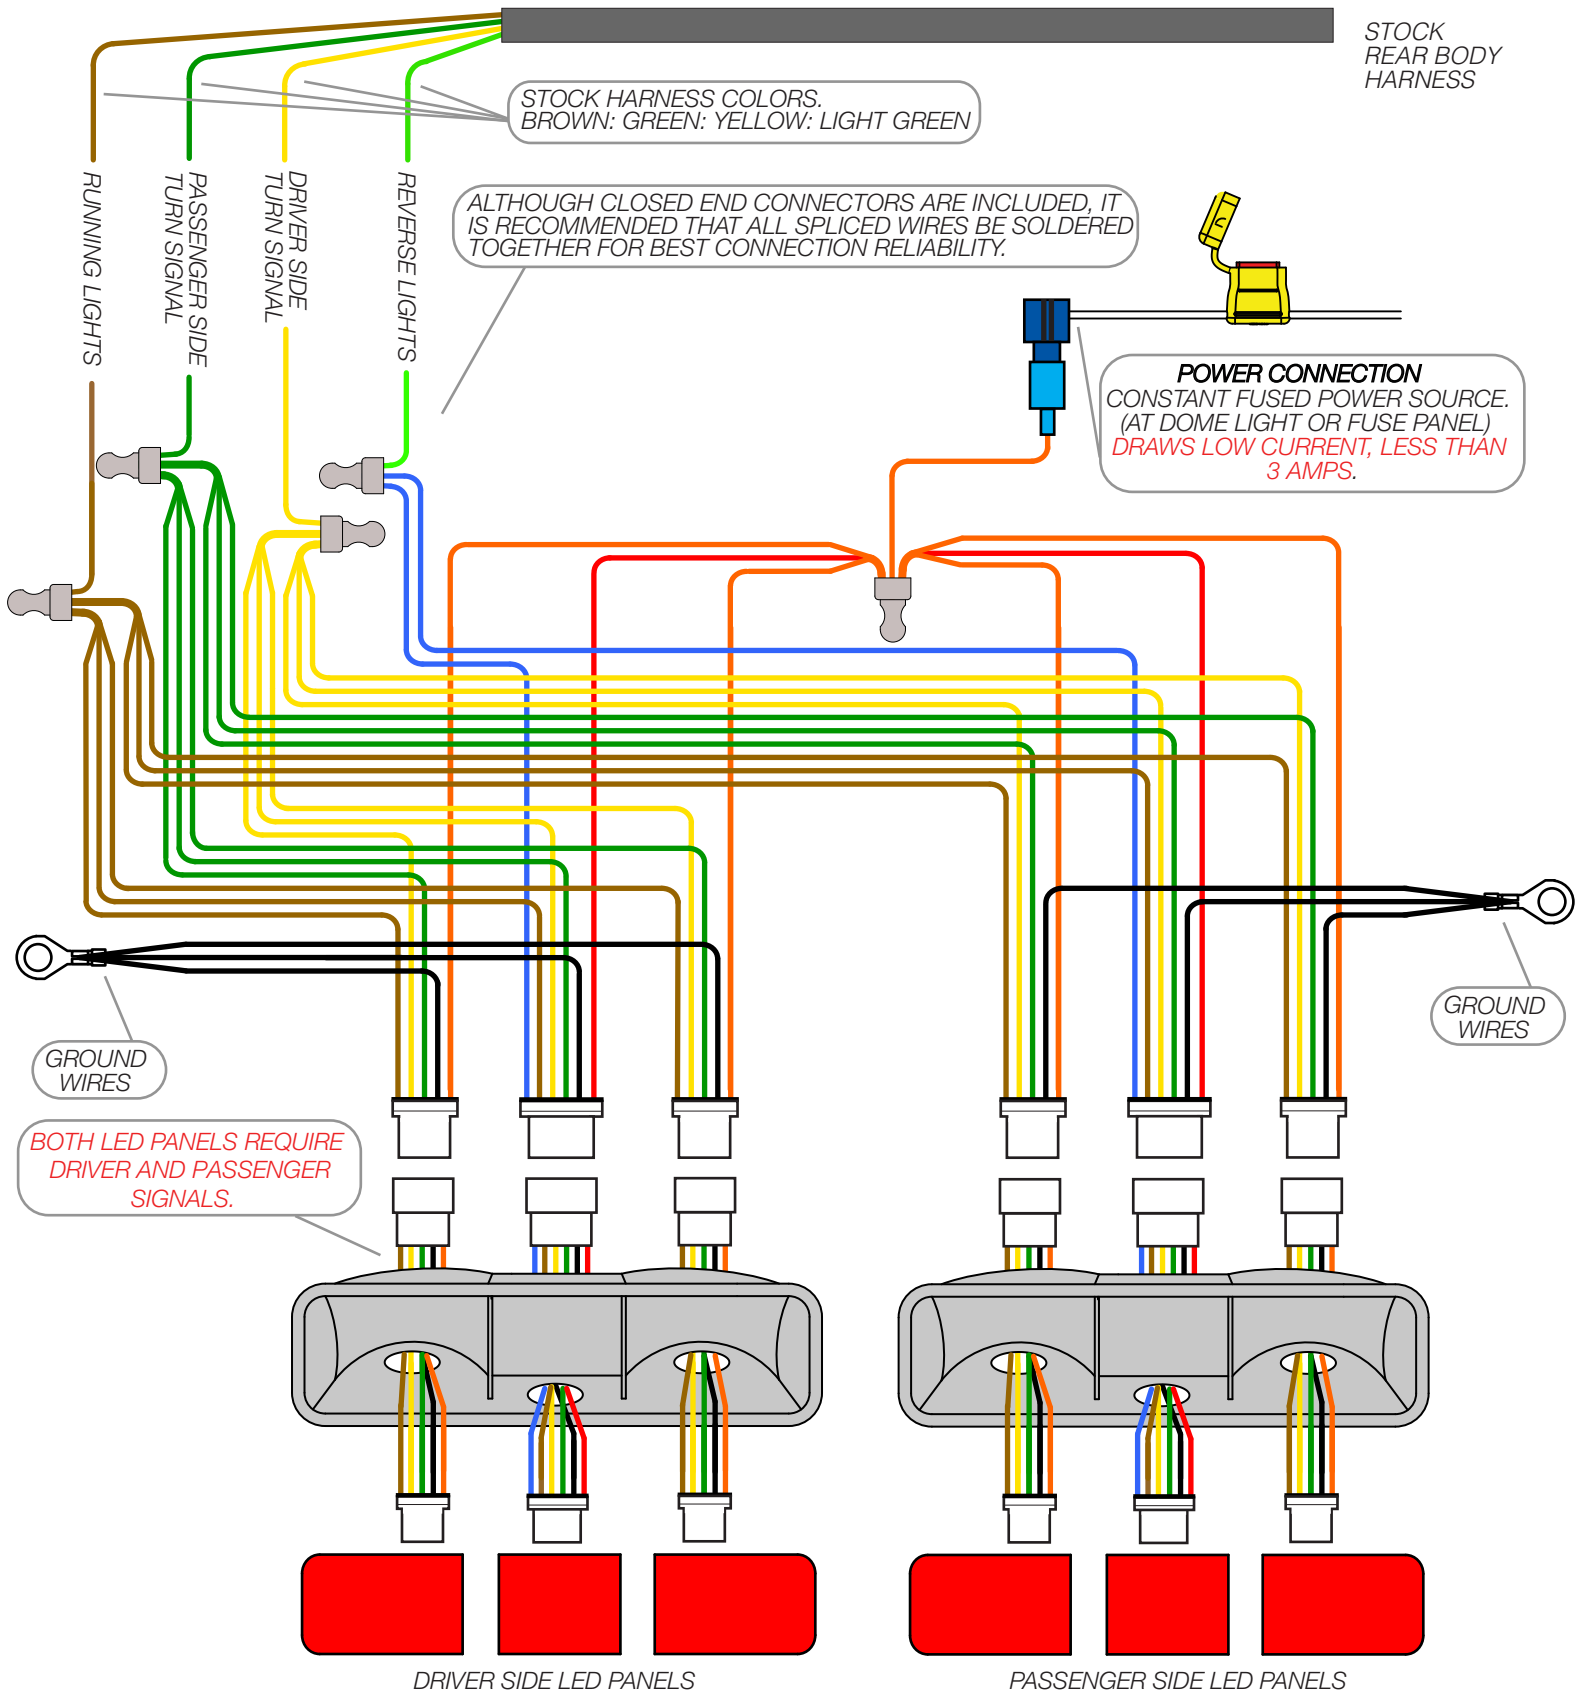 STOCK
REAR BODY
HARNESS
STOCK HARNESS COLORS.
BROWN: GREEN: YELLOW: LIGHT GREEN
RUNNING LIGHTS
PASSENGER SIDE
TURN SIGNAL
DRIVER SIDE
TURN SIGNAL
REVERSE LIGHTS
ALTHOUGH CLOSED END CONNECTORS ARE INCLUDED, IT
IS RECOMMENDED THAT ALL SPLICED WIRES BE SOLDERED
TOGETHER FOR BEST CONNECTION RELIABILITY.
POWER CONNECTION
CONSTANT FUSED POWER SOURCE.
(AT DOME LIGHT OR FUSE PANEL)
DRAWS LOW CURRENT, LESS THAN
3 AMPS.
GROUND
WIRES
GROUND
WIRES
BOTH LED PANELS REQUIRE
DRIVER AND PASSENGER
SIGNALS.
DRIVER SIDE LED PANELS
PASSENGER SIDE LED PANELS